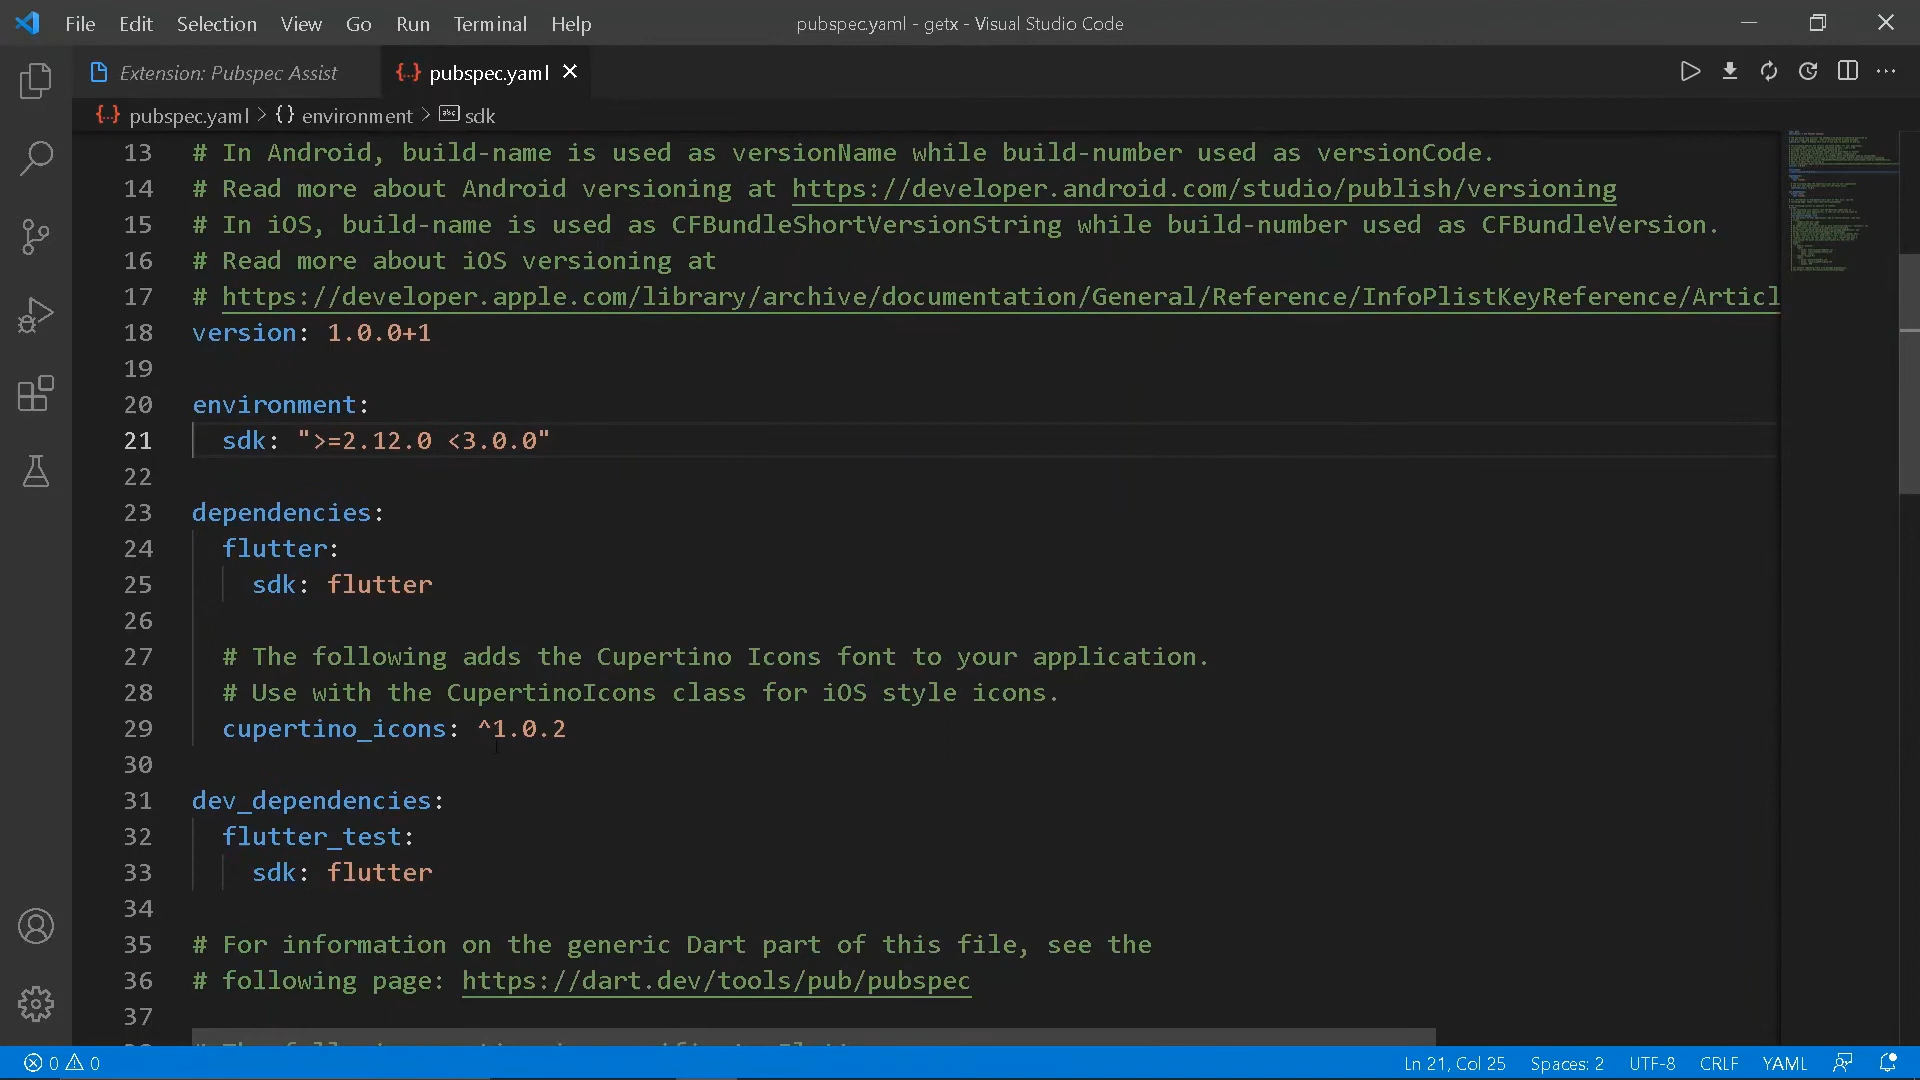 File Edit Selection View Go Run Terminal Help pubspec.yaml - getx - Visual Studio Code
Extension: Pubspec Assist {..} pubspec.yaml
{..} pubspec.yaml > {} environment > abc sdk
13 # In Android, build-name is used as versionName while build-number used as versionCode.
14 # Read more about Android versioning at https://developer.android.com/studio/publish/versioning
15 # In iOS, build-name is used as CFBundleShortVersionString while build-number used as CFBundleVersion.
16 # Read more about iOS versioning at
17 # https://developer.apple.com/library/archive/documentation/General/Reference/InfoPlistKeyReference/Articl
18 version: 1.0.0+1
19
20 environment:
21 sdk: ">=2.12.0 <3.0.0"
22
23 dependencies:
24 flutter:
25 sdk: flutter
26
27 # The following adds the Cupertino Icons font to your application.
28 # Use with the CupertinoIcons class for iOS style icons.
29 cupertino_icons: ^1.0.2
30
31 dev_dependencies:
32 flutter_test:
33 sdk: flutter
34
35 # For information on the generic Dart part of this file, see the
36 # following page: https://dart.dev/tools/pub/pubspec
37
0 0 Ln 21, Col 25 Spaces: 2 UTF-8 CRLF YAML